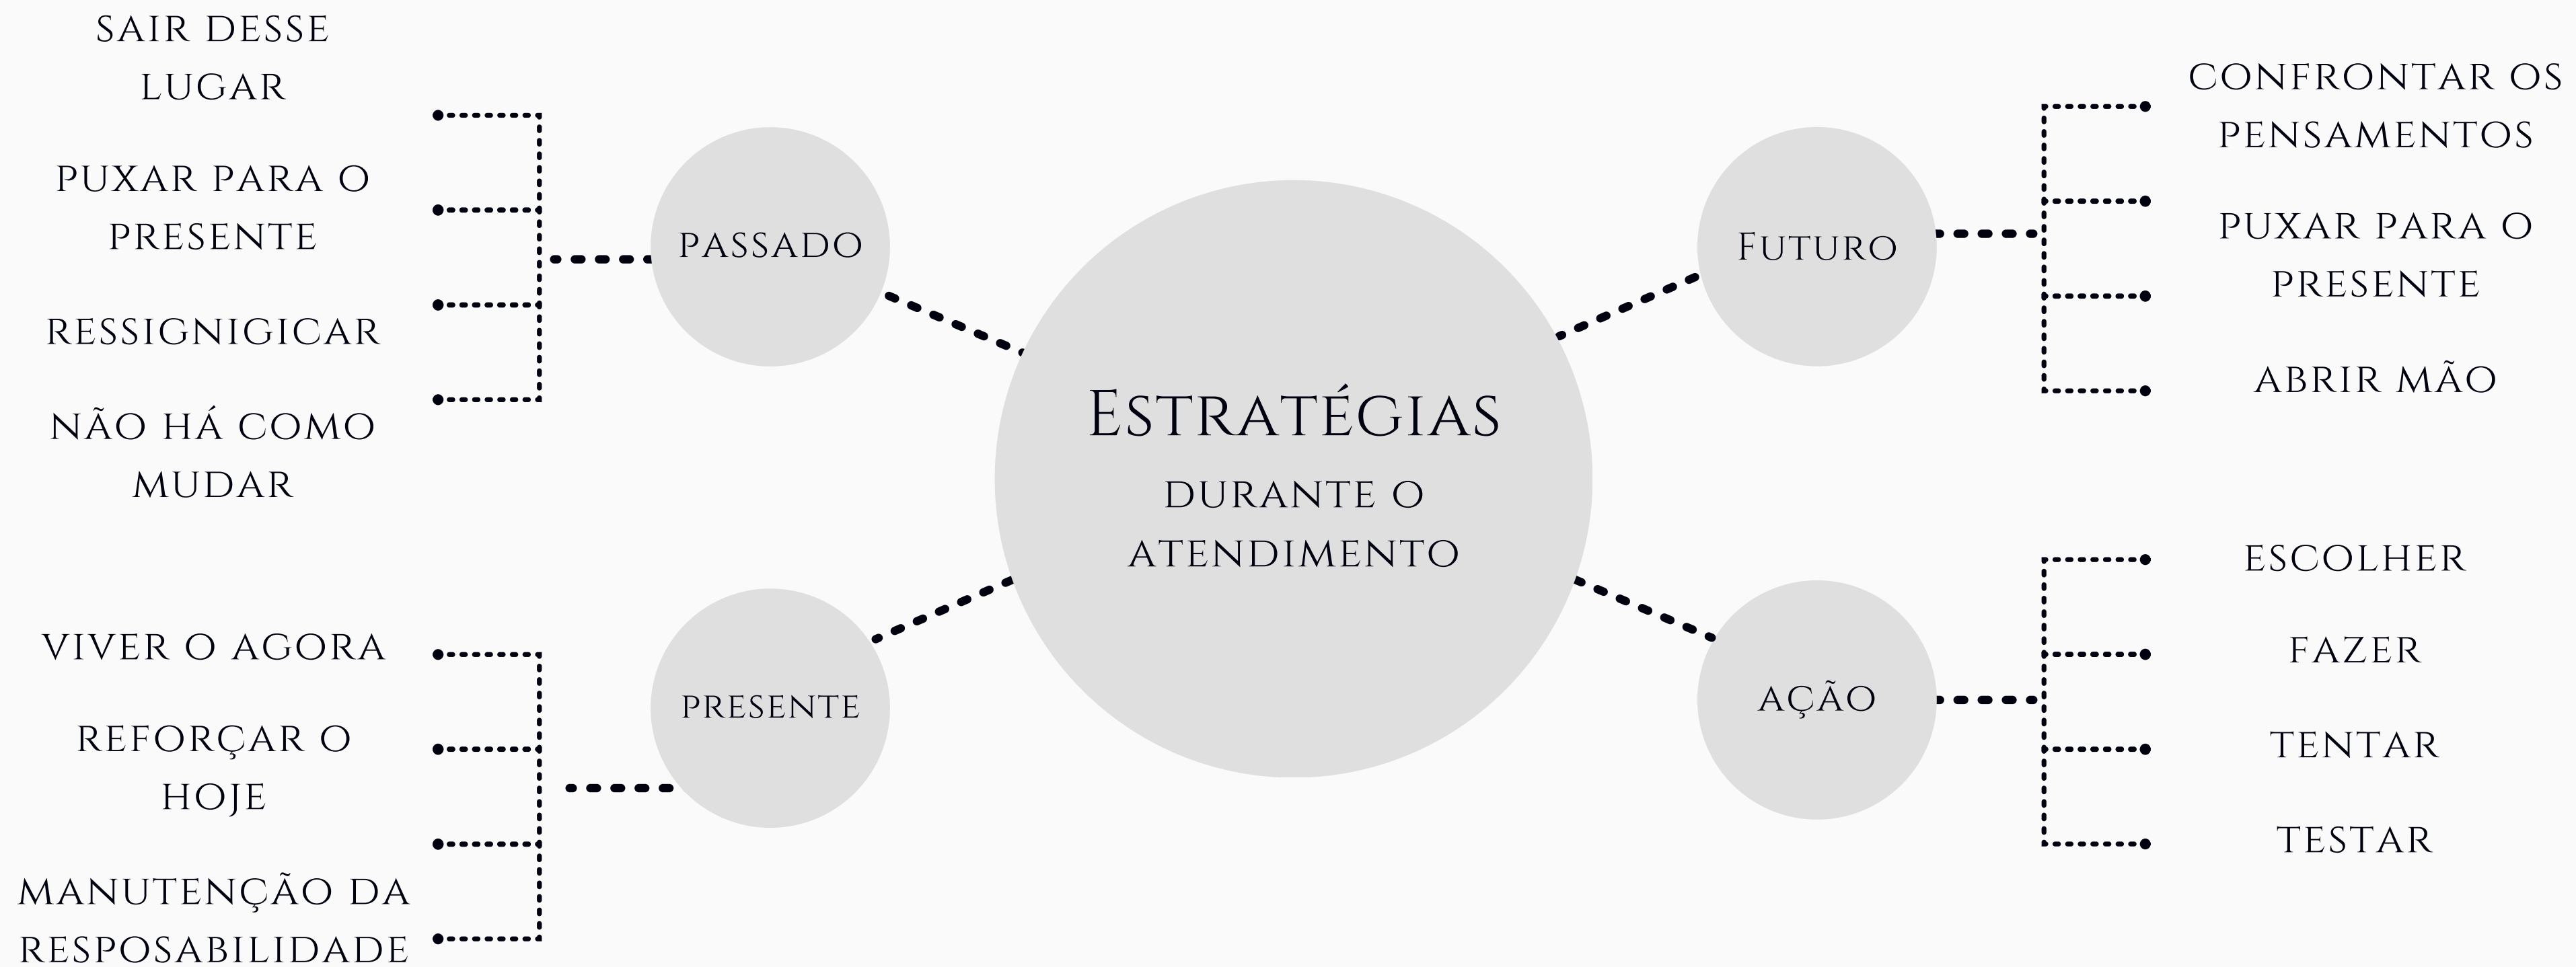 SAIR DESSE
LUGAR
PUXAR PARA O
PRESENTE
RESSIGNIGICAR
NÃO HÁ COMO
MUDAR
PASSADO
VIVER O AGORA
REFORÇAR O
HOJE
MANUTENÇÃO DA
RESPOSABILIDADE
PRESENTE
ESTRATÉGIAS
DURANTE O
ATENDIMENTO
FUTURO
CONFRONTAR OS
PENSAMENTOS
PUXAR PARA O
PRESENTE
ABRIR MÃO
AÇÃO
ESCOLHER
FAZER
TENTAR
TESTAR